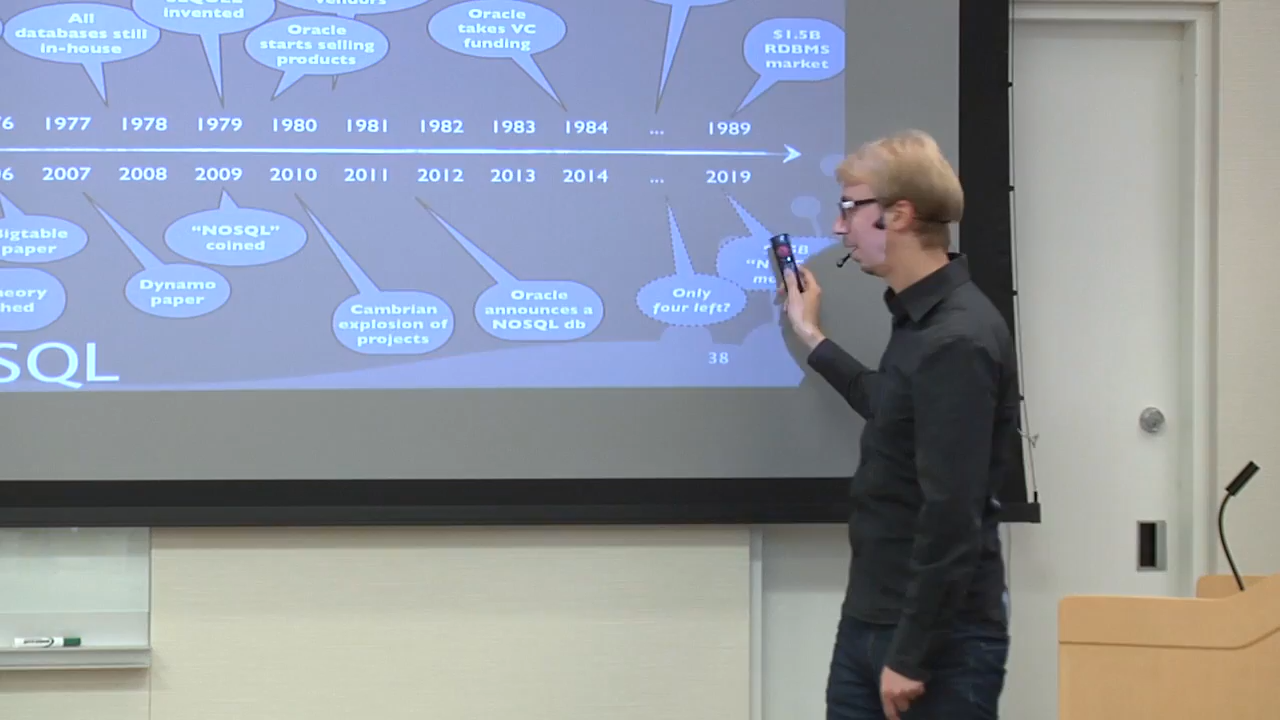 All
databases still
in-house
invented
vendors
Oracle
starts selling
products
Oracle
takes VC
funding
$1.5B
RDBMS
market
1977 1978 1979 1980 1981 1982 1983 1984 ... 1989
2007 2008 2009 2010 2011 2012 2013 2014 ... 2019
paper
Dynamo
paper
"NOSQL"
coined
Cambrian
explosion of
projects
Oracle
announces a
NOSQL db
Only
four left?
SQL
38